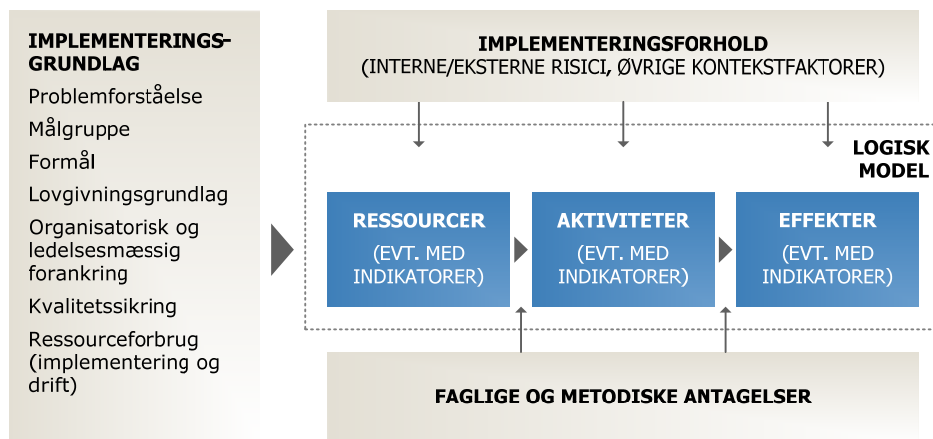 IMPLEMENTERINGS-
GRUNDLAG
Problemforståelse
Målgruppe
Formål
Lovgivningsgrundlag
Organisatorisk og
ledelsesmæssig
forankring
Kvalitetssikring
Ressourceforbrug
(implementering og
drift)
IMPLEMENTERINGSFORHOLD
(INTERNE/EKSTERNE RISICI, ØVRIGE KONTEKSTFAKTORER)
LOGISK
MODEL
RESSOURCER
(EVT. MED
INDIKATORER)
AKTIVITETER
(EVT. MED
INDIKATORER)
EFFEKTER
(EVT. MED
INDIKATORER)
FAGLIGE OG METODISKE ANTAGELSER